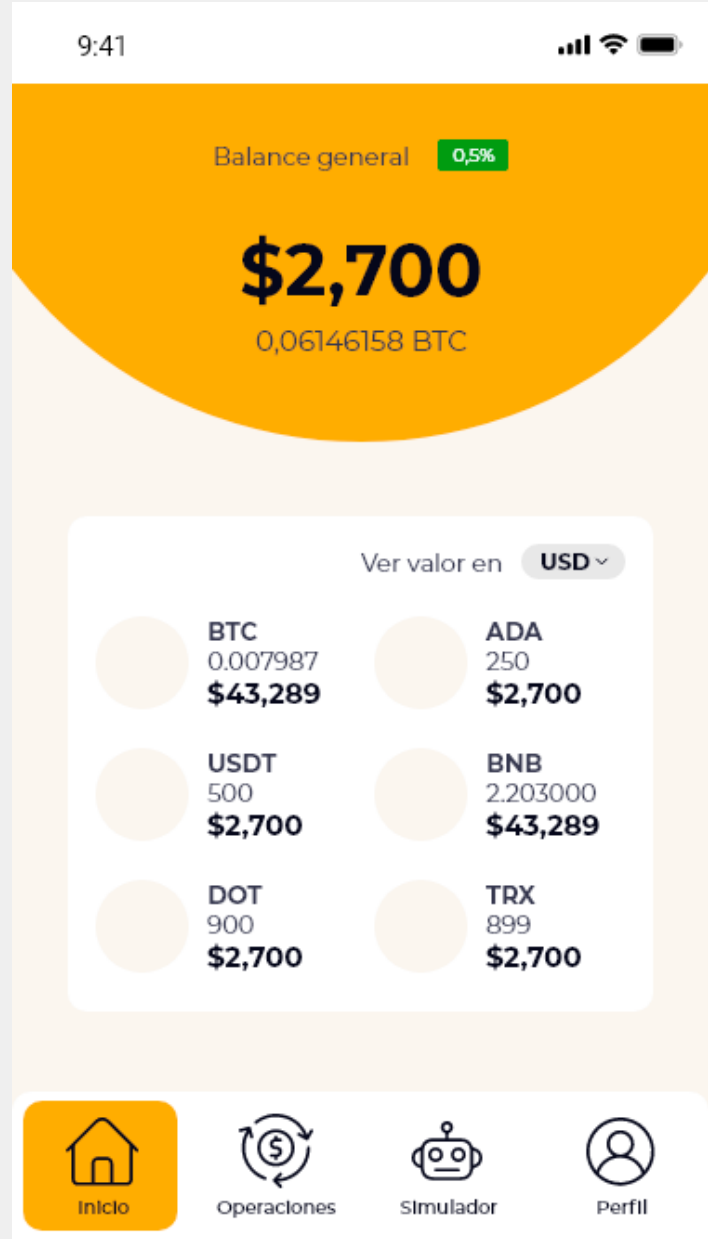 9:41
Balance general 0,5%
$2,700
0,06146158 BTC
Ver valor en USD
BTC
0.007987
$43,289
ADA
250
$2,700
USDT
500
$2,700
BNB
2.203000
$43,289
DOT
900
$2,700
TRX
899
$2,700
Inicio
Operaciones
Simulador
Perfil